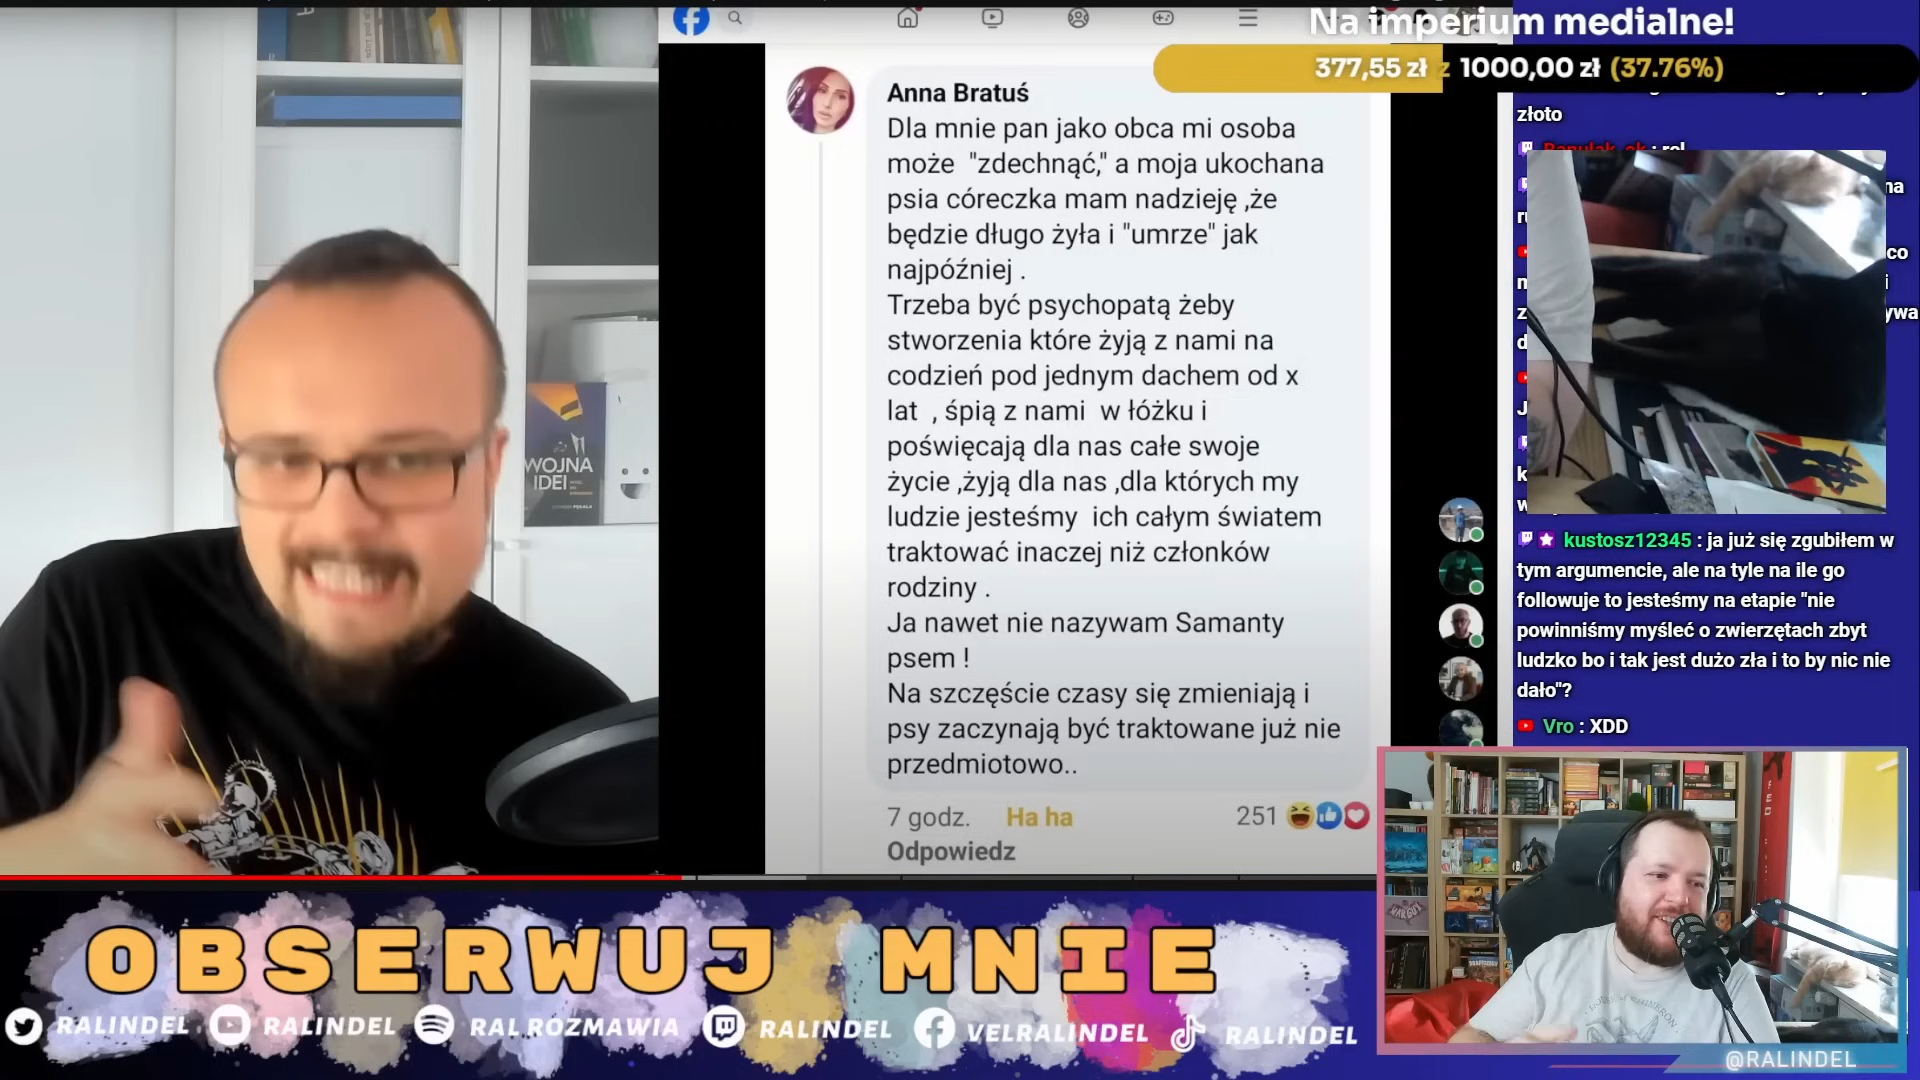 Na imperium medialne!
377,55 zł z 1000,00 zł (37.76%)
Anna Bratuś
Dla mnie pan jako obca mi osoba
może "zdechnąć," a moja ukochana
psia córeczka mam nadzieję ,że
będzie długo żyła i "umrze" jak
najpóźniej .
Trzeba być psychopatą żeby
stworzenia które żyją z nami na
codzień pod jednym dachem od x
lat , śpią z nami w łóżku i
poświęcają dla nas całe swoje
życie ,żyją dla nas ,dla których my
ludzie jesteśmy ich całym światem
traktować inaczej niż członków
rodziny .
Ja nawet nie nazywam Samanty
psem !
Na szczęście czasy się zmieniają i
psy zaczynają być traktowane już nie
przedmiotowo..
7 godz. Ha ha 251
Odpowiedz
WOJNA
IDEI
złoto
kustosz12345 : ja już się zgubiłem w
tym argumencie, ale na tyle na ile go
followuje to jesteśmy na etapie "nie
powinniśmy myśleć o zwierzętach zbyt
ludzko bo i tak jest dużo zła i to by nic nie
dało"?
Vro : XDD
OBSERWUJ MNIE
RALINDEL RALINDEL RAL ROZMAWIA RALINDEL VELRALINDEL RALINDEL
@RALINDEL